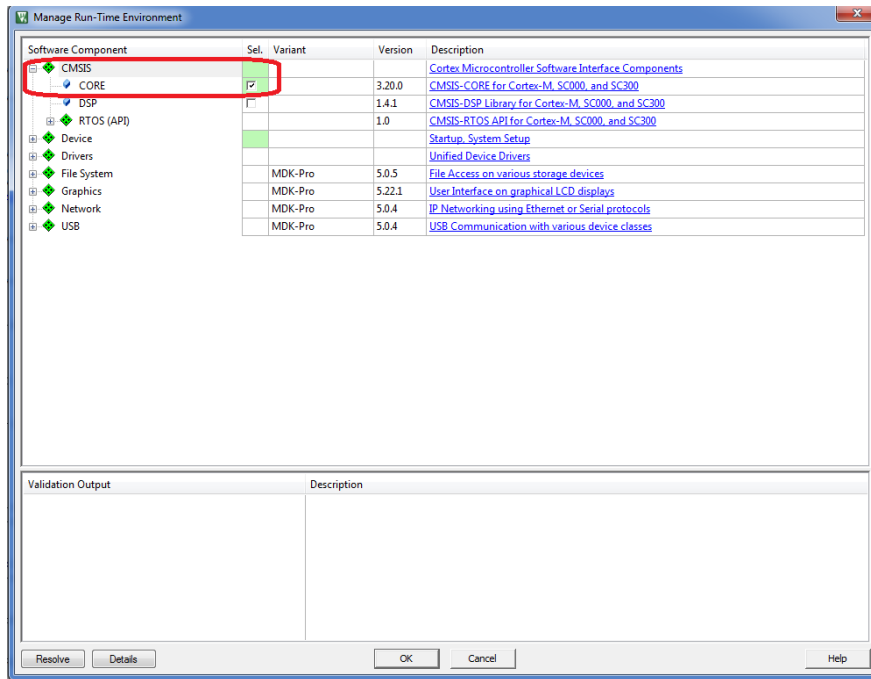 Manage Run-Time Environment
Software Component Sel. Variant Version Description
CMSIS Cortex Microcontroller Software Interface Components
CORE 3.20.0 CMSIS-CORE for Cortex-M, SC000, and SC300
DSP 1.4.1 CMSIS-DSP Library for Cortex-M, SC000, and SC300
RTOS (API) 1.0 CMSIS-RTOS API for Cortex-M, SC000, and SC300
Device Startup, System Setup
Drivers Unified Device Drivers
File System MDK-Pro 5.0.5 File Access on various storage devices
Graphics MDK-Pro 5.22.1 User Interface on graphical LCD displays
Network MDK-Pro 5.0.4 IP Networking using Ethernet or Serial protocols
USB MDK-Pro 5.0.4 USB Communication with various device classes
Validation Output Description
Resolve Details OK Cancel Help